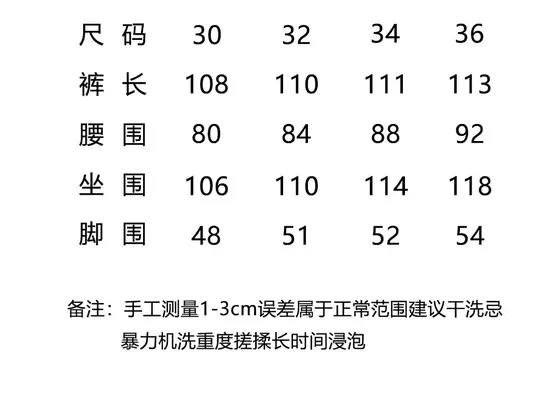 尺 码 30 32 34 36
裤 长 108 110 111 113
腰 围 80 84 88 92
坐 围 106 110 114 118
脚 围 48 51 52 54
备注：手工测量1-3cm误差属于正常范围建议干洗忌
暴力机洗重度搓揉长时间浸泡